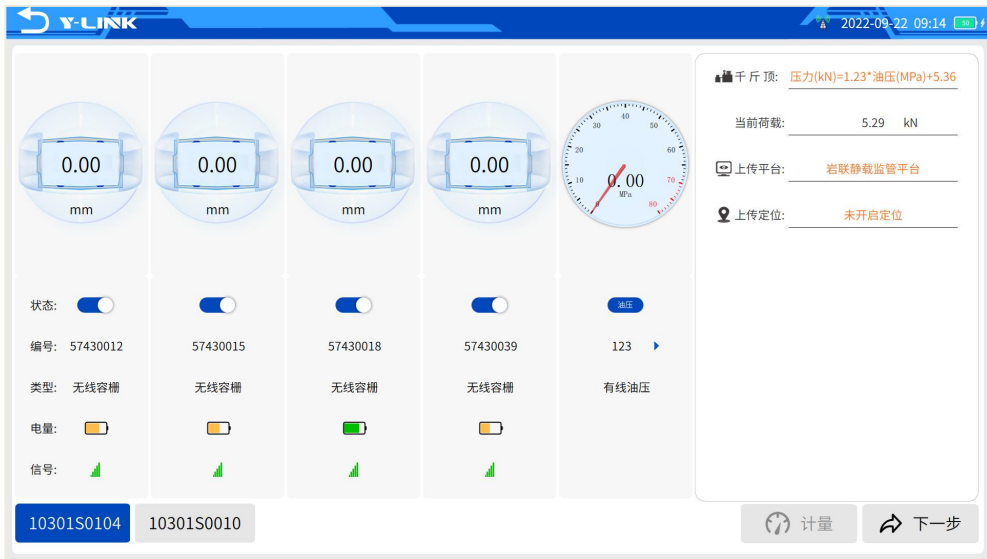 Y-LINK
2022-09-22 09:14 50
0.00
mm
0.00
mm
0.00
mm
0.00
mm
0 10 20 30 40 50 60 70 80
0.00
MPa
千斤顶: 压力(kN)=1.23*油压(MPa)+5.36
当前荷载: 5.29 kN
上传平台: 岩联静载监管平台
上传定位: 未开启定位
状态: 油压
编号: 57430012 57430015 57430018 57430039 123
类型: 无线容栅 无线容栅 无线容栅 无线容栅 有线油压
电量:
信号:
10301S0104 10301S0010 计量 下一步